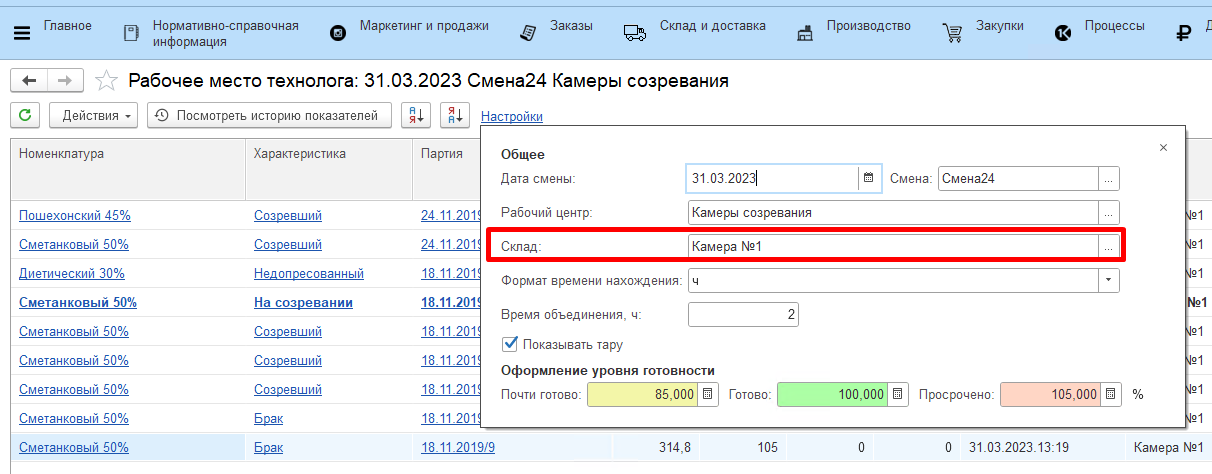 Главное
Нормативно-справочная
информация
Маркетинг и продажи
Заказы
Склад и доставка
Производство
Закупки
Процессы
Рабочее место технолога: 31.03.2023 Смена24 Камеры созревания
Действия
Посмотреть историю показателей
Настройки
Номенклатура Характеристика Партия
Общее
Дата смены: 31.03.2023 Смена: Смена24 ...
Рабочий центр: Камеры созревания ...
Склад: Камера №1 ...
Формат времени нахождения: ч
Время объединения, ч: 2
Показывать тару
Оформление уровня готовности
Почти готово: 85,000 Готово: 100,000 Просрочено: 105,000 %
Пошехонский 45% Созревший 24.11.2019 №1
Сметанковый 50% Созревший 24.11.2019 №1
Диетический 30% Недопресованный 18.11.2019 №1
Сметанковый 50% На созревании 18.11.2019 №1
Сметанковый 50% Созревший 18.11.2019 №1
Сметанковый 50% Созревший 18.11.2019 №1
Сметанковый 50% Созревший 18.11.2019 №1
Сметанковый 50% Брак 18.11.2019 №1
Сметанковый 50% Брак 18.11.2019/9 314,8 105 0 0 31.03.2023.13:19 Камера №1